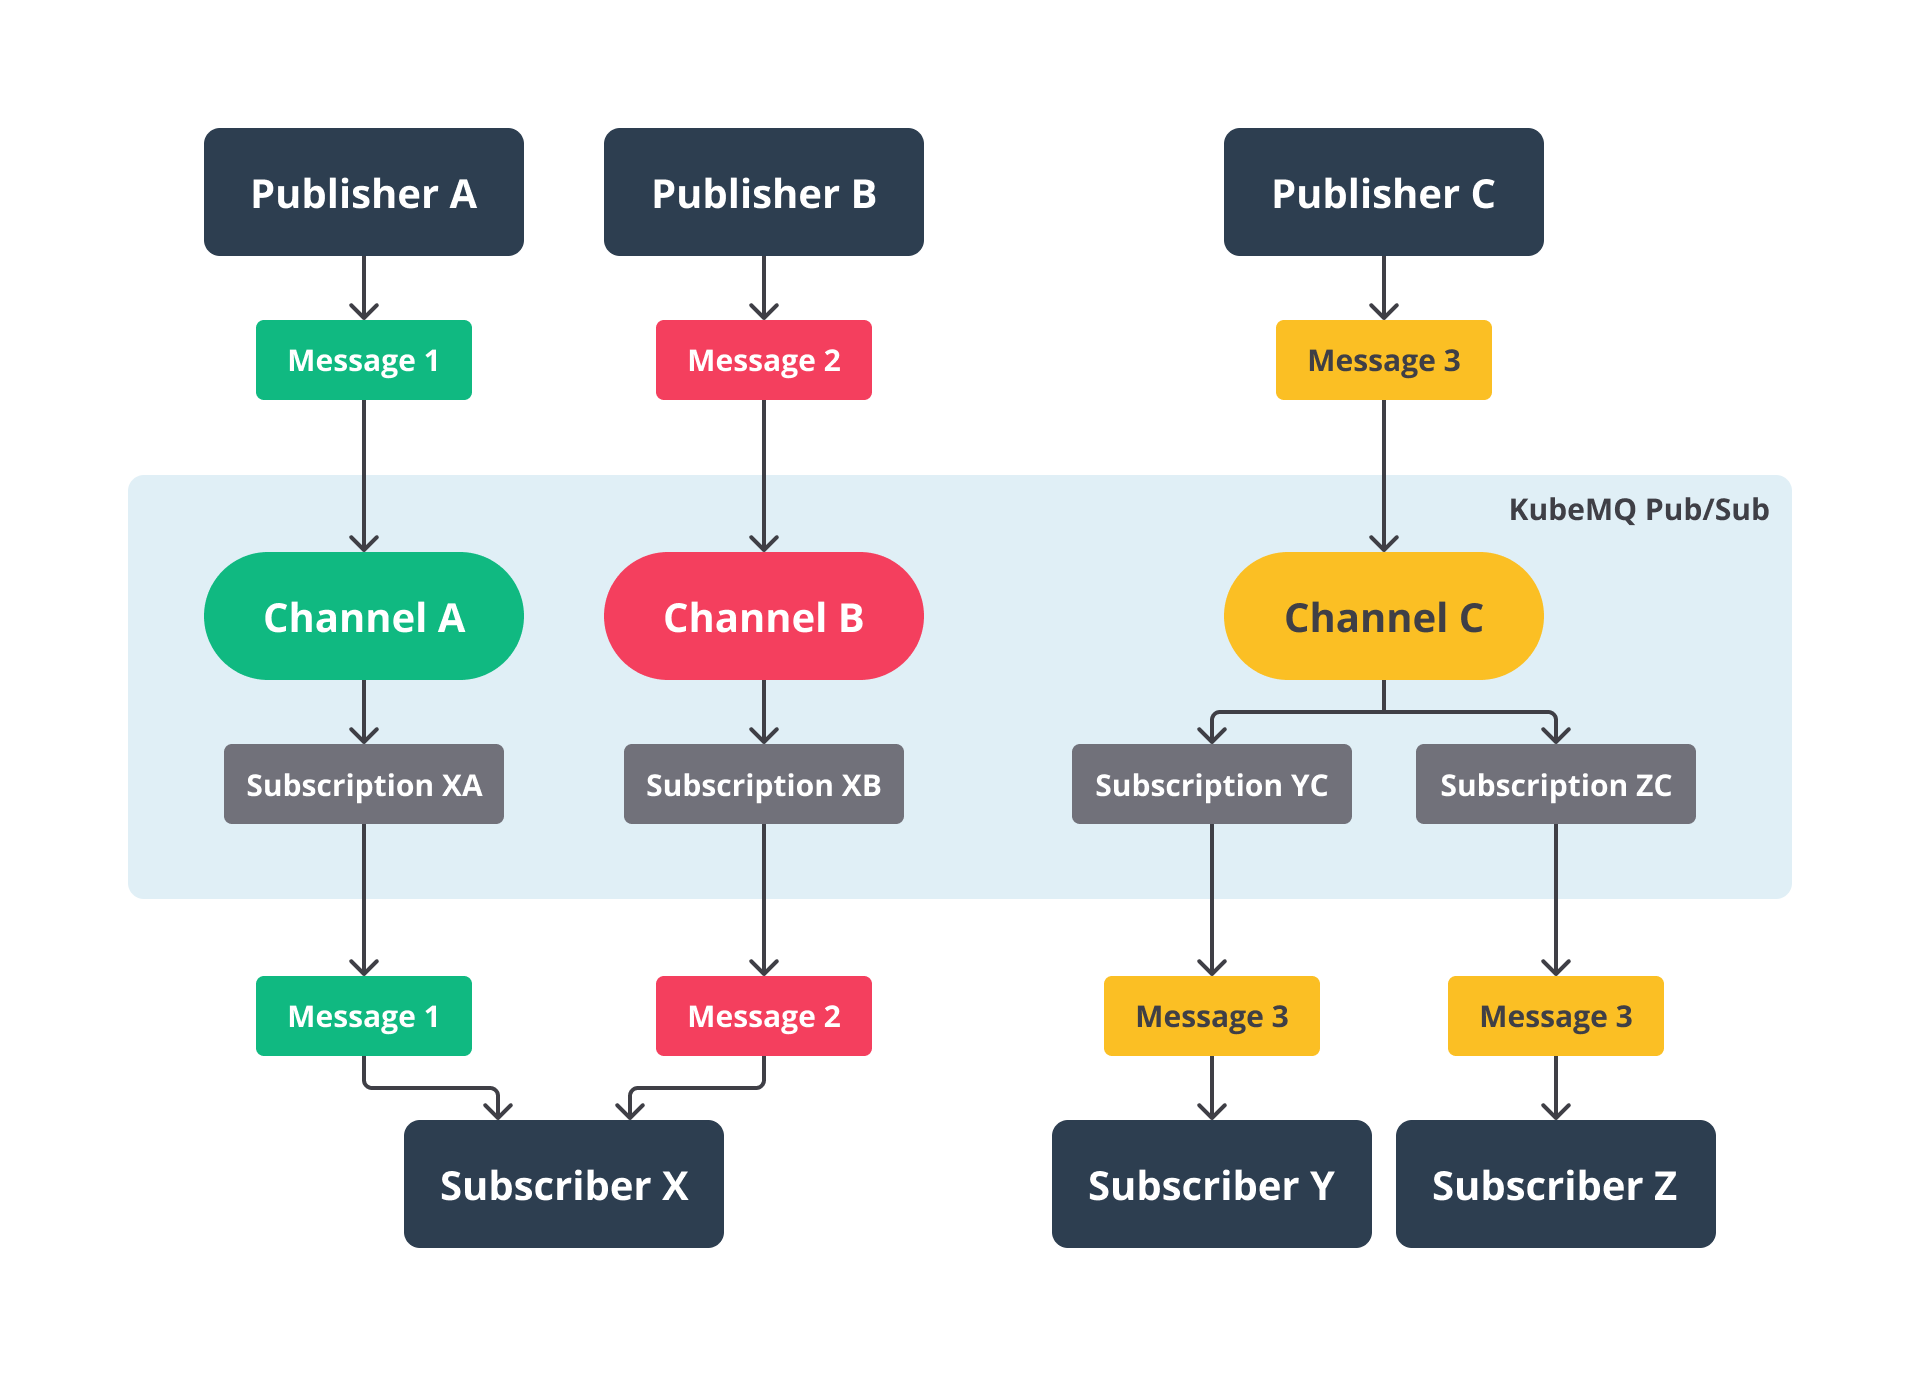 Publisher A
Publisher B
Publisher C
Message 1
Message 2
Message 3
KubeMQ Pub/Sub
Channel A
Channel B
Channel C
Subscription XA
Subscription XB
Subscription YC
Subscription ZC
Message 1
Message 2
Message 3
Message 3
Subscriber X
Subscriber Y
Subscriber Z